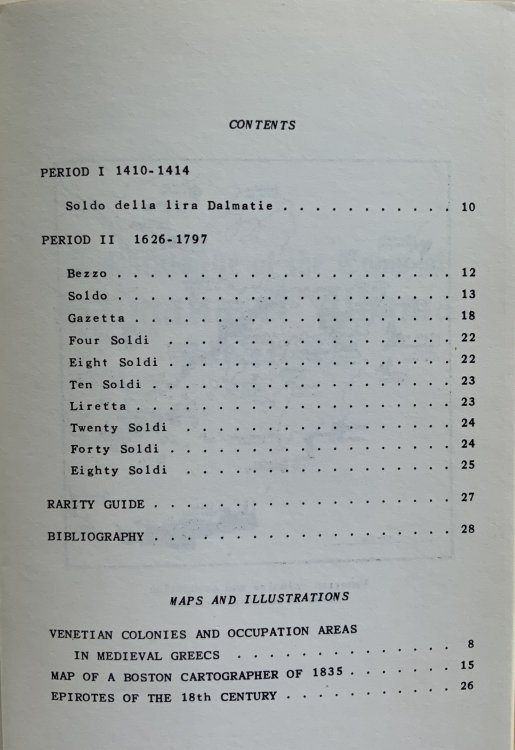 CONTENTS
PERIOD I 1410-1414
Soldo della lira Dalmatie . . . . . . . . . . . 10
PERIOD II 1626-1797
Bezzo . . . . . . . . . . . . . . . . . . . 12
Soldo . . . . . . . . . . . . . . . . . . . 13
Gazetta . . . . . . . . . . . . . . . . . . 18
Four Soldi . . . . . . . . . . . . . . . . 22
Eight Soldi . . . . . . . . . . . . . . . . 22
Ten Soldi . . . . . . . . . . . . . . . . . 23
Liretta . . . . . . . . . . . . . . . . . . 23
Twenty Soldi . . . . . . . . . . . . . . . 24
Forty Soldi . . . . . . . . . . . . . . . . 24
Eighty Soldi . . . . . . . . . . . . . . . 25
RARITY GUIDE . . . . . . . . . . . . . . . . . 27
BIBLIOGRAPHY . . . . . . . . . . . . . . . . . 28
MAPS AND ILLUSTRATIONS
VENETIAN COLONIES AND OCCUPATION AREAS
IN MEDIEVAL GREECS . . . . . . . . . . . . . 8
MAP OF A BOSTON CARTOGRAPHER OF 1835 . . . . . . 15
EPIROTES OF THE 18th CENTURY . . . . . . . . . . 26